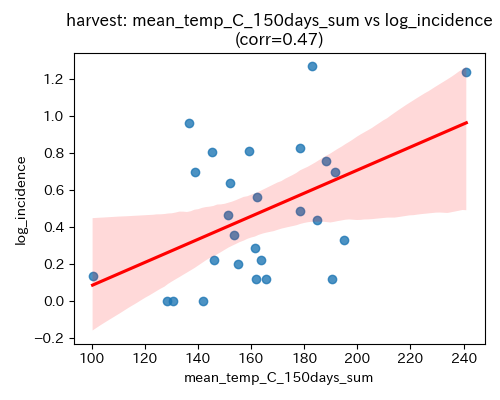 harvest: mean_temp_C_150days_sum vs log_incidence
(corr=0.47)
1.2
1.0
0.8
0.6
0.4
0.2
0.0
−0.2
log_incidence
100 120 140 160 180 200 220 240
mean_temp_C_150days_sum